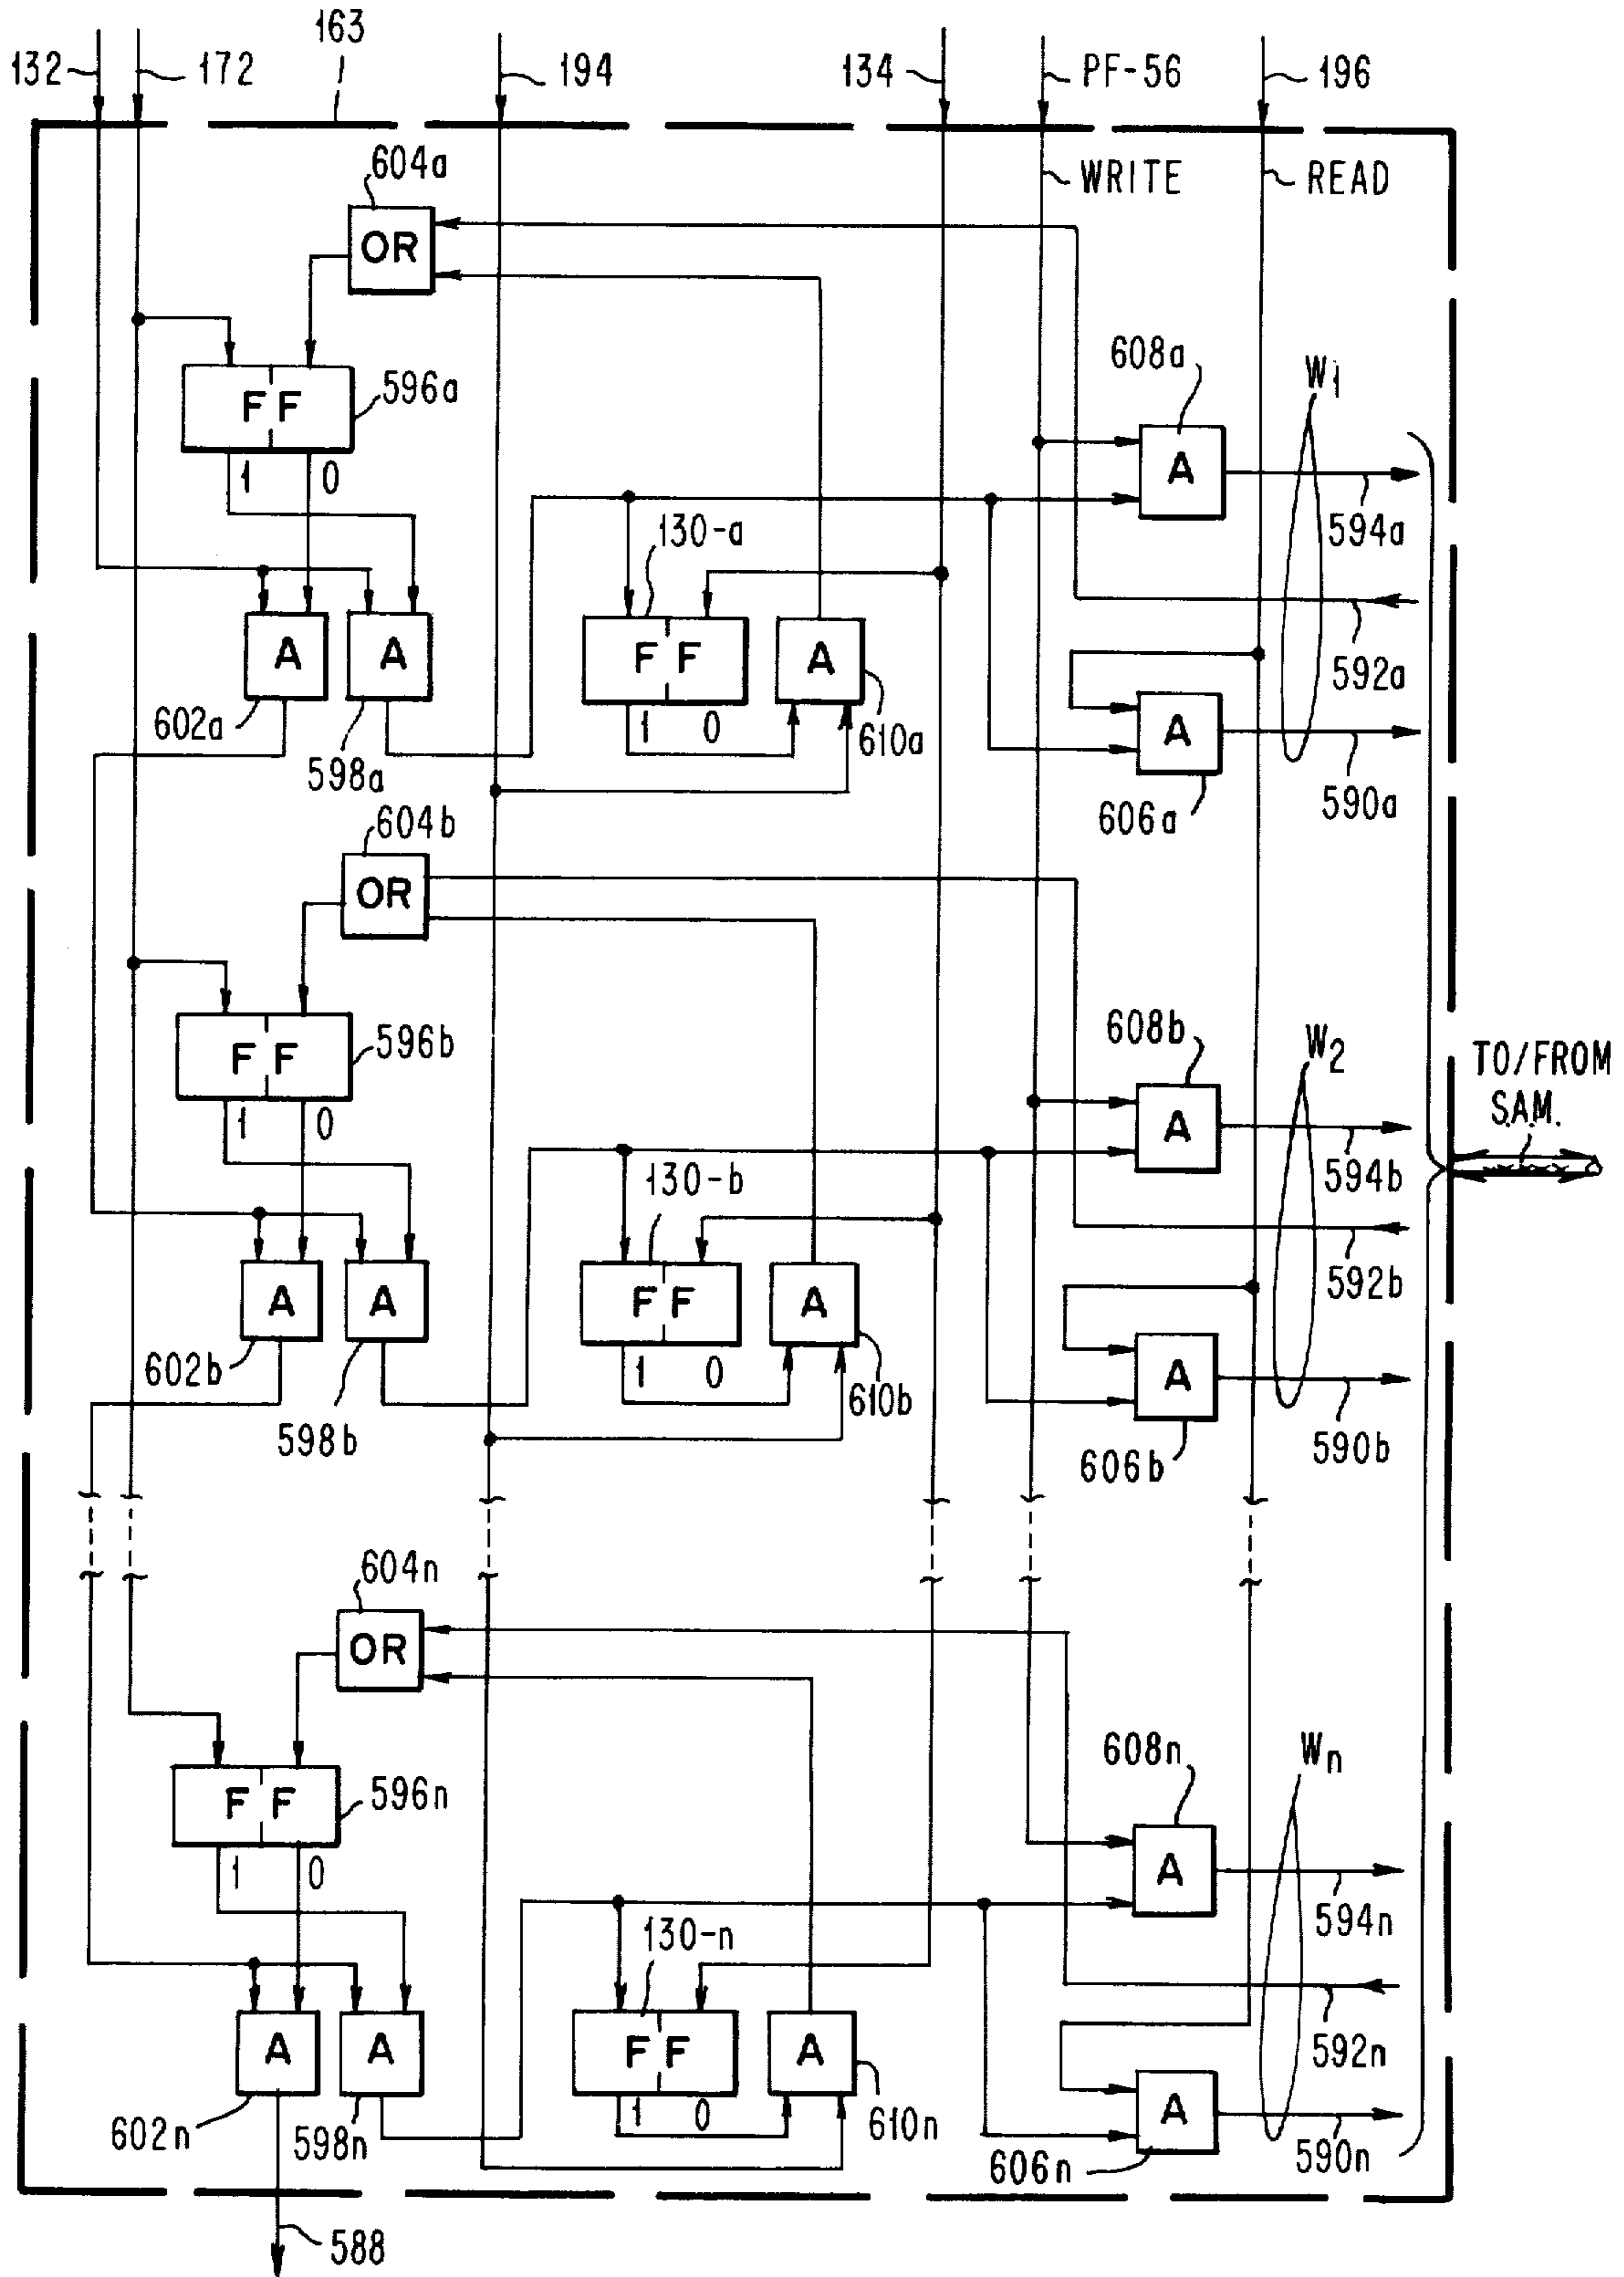 132 172 163 194 134 PF-56 196
WRITE READ
604a
OR
608a W1
FF 596a
1 0
A
594a
130-a
A A FF A
592a
602a 598a 1 0 610a
A
606a 590a
604b
OR
608b W2
FF 596b
TO/FROM
S.A.M.
1 0
A
594b
130-b
592b
A A FF A
602b 598b 1 0 610b
A
606b 590b
604n
OR
608n Wn
FF 596n
1 0
A
594n
130-n
A A FF A
592n
602n 598n 1 0 610n
A
606n 590n
588